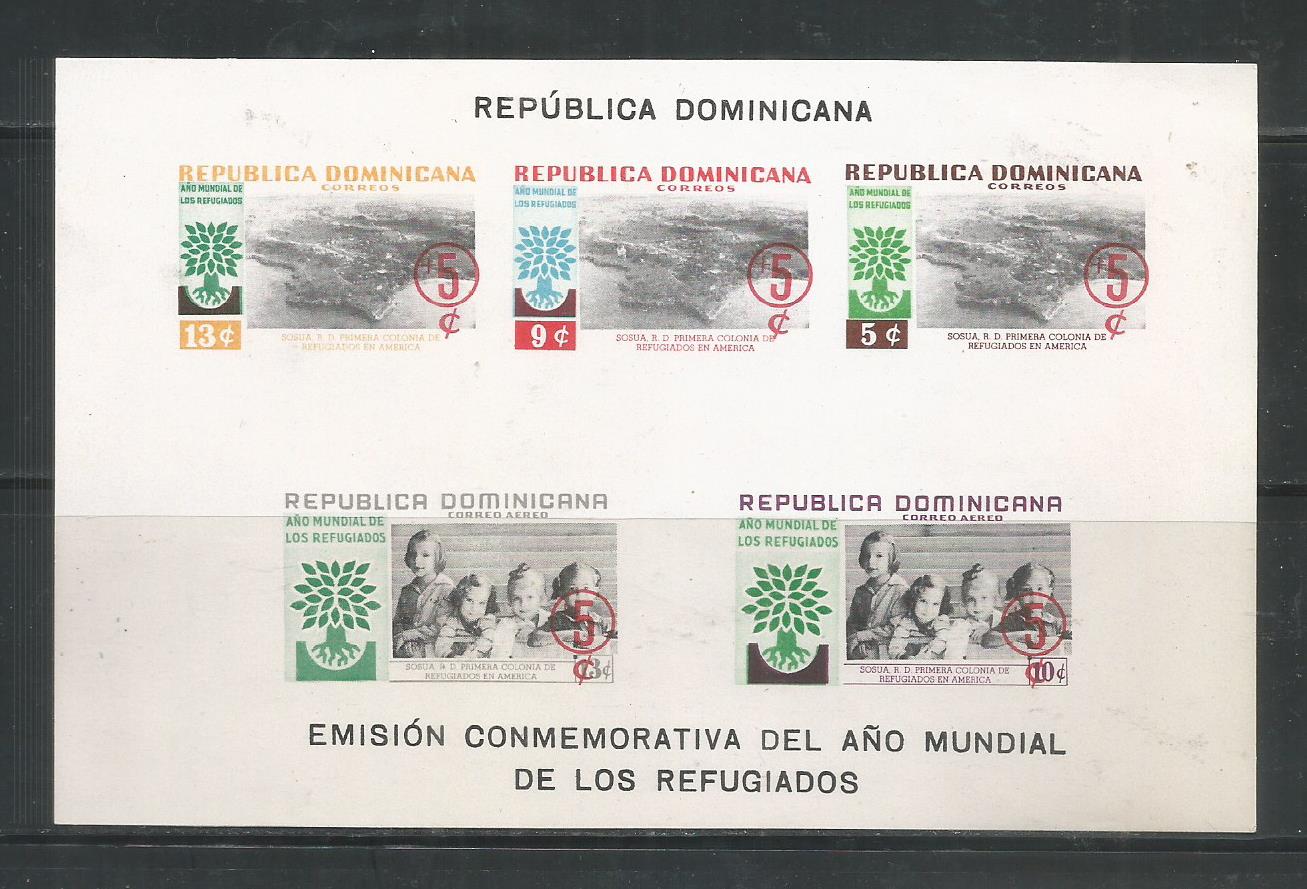 REPÚBLICA DOMINICANA
REPUBLICA DOMINICANA
CORREOS
AÑO MUNDIAL DE
LOS REFUGIADOS
+5
¢
13 ¢
SOSUA, R. D. PRIMERA COLONIA DE
REFUGIADOS EN AMERICA
REPUBLICA DOMINICANA
CORREOS
AÑO MUNDIAL DE
LOS REFUGIADOS
+5
¢
9 ¢
SOSUA, R. D. PRIMERA COLONIA DE
REFUGIADOS EN AMERICA
REPUBLICA DOMINICANA
CORREOS
AÑO MUNDIAL DE
LOS REFUGIADOS
+5
¢
5 ¢
SOSUA, R. D. PRIMERA COLONIA DE
REFUGIADOS EN AMERICA
REPUBLICA DOMINICANA
CORREO AEREO
AÑO MUNDIAL DE
LOS REFUGIADOS
5
¢
SOSUA, R. D. PRIMERA COLONIA DE
REFUGIADOS EN AMERICA
13¢
REPUBLICA DOMINICANA
CORREO AEREO
AÑO MUNDIAL DE
LOS REFUGIADOS
5
¢
SOSUA, R. D. PRIMERA COLONIA DE
REFUGIADOS EN AMERICA
10¢
EMISIÓN CONMEMORATIVA DEL AÑO MUNDIAL
DE LOS REFUGIADOS